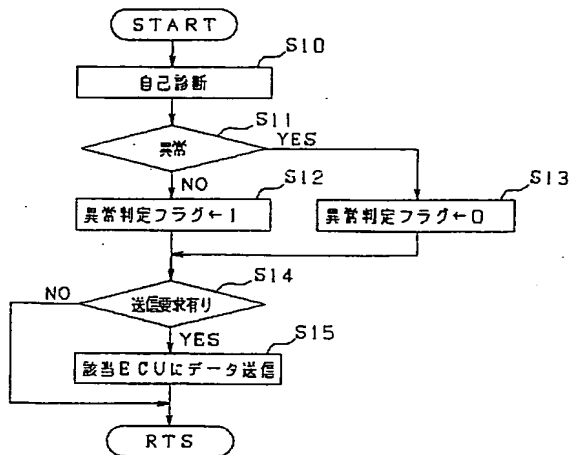 START
S10
自己診断
S11
異常
YES
NO
S12
異常判定フラグ←1
S13
異常判定フラグ←0
S14
送信要求有り
NO
YES
S15
該当ECUにデータ送信
RTS